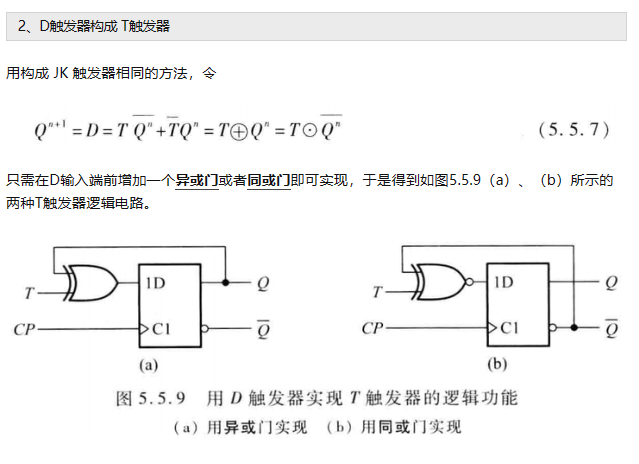 2、D触发器构成 T触发器
用构成 JK 触发器相同的方法，令
Qⁿ⁺¹ = D = T \overline{Qⁿ} + \overline{T}Qⁿ = T⊕Qⁿ = T⊙\overline{Qⁿ} (5.5.7)
只需在D输入端前增加一个异或门或者同或门即可实现，于是得到如图5.5.9（a）、（b）所示的
两种T触发器逻辑电路。
T 1D Q
CP C1 \overline{Q}
(a)
T 1D Q
CP C1 \overline{Q}
(b)
图 5.5.9 用 D 触发器实现 T 触发器的逻辑功能
（a）用异或门实现 （b）用同或门实现